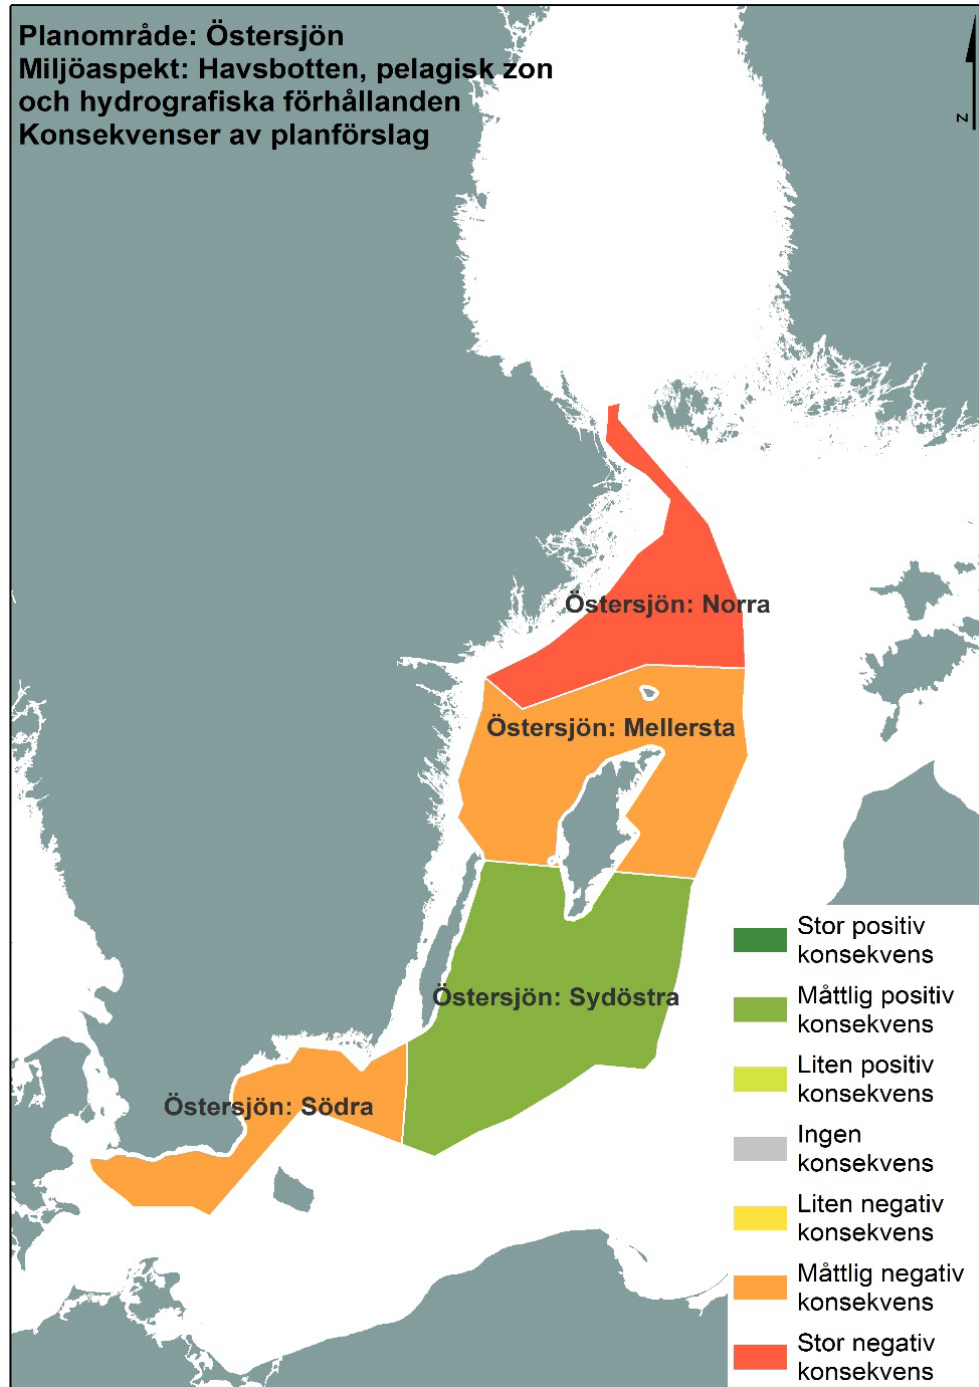 Planområde: Östersjön
Miljöaspekt: Havsbotten, pelagisk zon
och hydrografiska förhållanden
Konsekvenser av planförslag
N
Östersjön: Norra
Östersjön: Mellersta
Östersjön: Sydöstra
Östersjön: Södra
Stor positiv
konsekvens
Måttlig positiv
konsekvens
Liten positiv
konsekvens
Ingen
konsekvens
Liten negativ
konsekvens
Måttlig negativ
konsekvens
Stor negativ
konsekvens